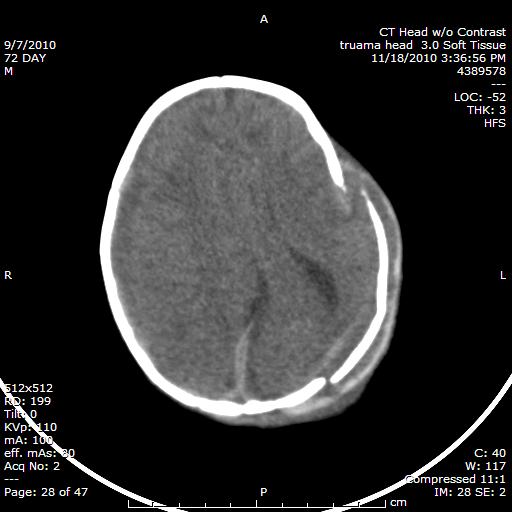 A
9/7/2010
72 DAY
M
CT Head w/o Contrast
truama head  3.0 Soft Tissue
11/18/2010 3:36:56 PM
4389578
---
LOC: -52
THK: 3
HFS
R
L
512x512
RD: 199
Tilt: 0
KVp: 110
mA: 100
eff. mAs: 80
Acq No: 2
---
Page: 28 of 47
P
cm
C: 40
W: 117
Compressed 11:1
IM: 28 SE: 2